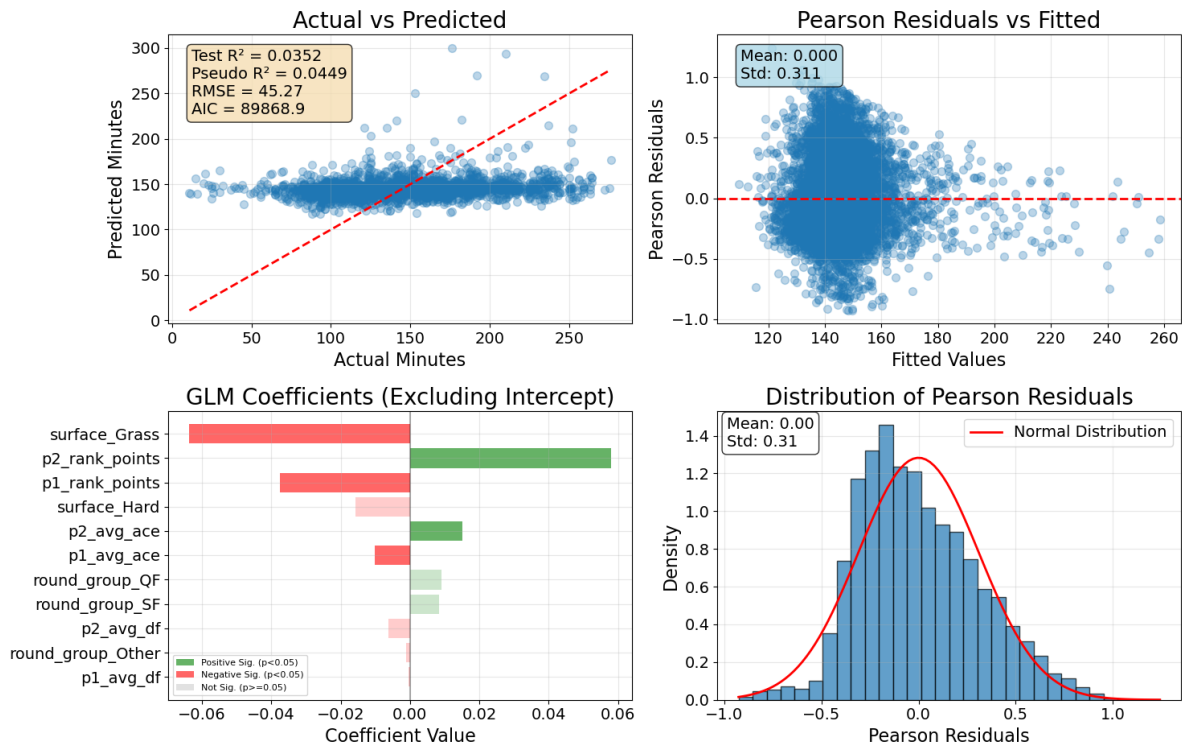 Actual vs Predicted
Test R² = 0.0352
Pseudo R² = 0.0449
RMSE = 45.27
AIC = 89868.9
300
250
200
150
100
50
0
Predicted Minutes
0 50 100 150 200 250
Actual Minutes
Pearson Residuals vs Fitted
Mean: 0.000
Std: 0.311
1.0
0.5
0.0
−0.5
−1.0
Pearson Residuals
120 140 160 180 200 220 240 260
Fitted Values
GLM Coefficients (Excluding Intercept)
surface_Grass
p2_rank_points
p1_rank_points
surface_Hard
p2_avg_ace
p1_avg_ace
round_group_QF
round_group_SF
p2_avg_df
round_group_Other
p1_avg_df
Positive Sig. (p<0.05)
Negative Sig. (p<0.05)
Not Sig. (p>=0.05)
−0.06 −0.04 −0.02 0.00 0.02 0.04 0.06
Coefficient Value
Distribution of Pearson Residuals
Mean: 0.00
Std: 0.31
Normal Distribution
1.4
1.2
1.0
0.8
0.6
0.4
0.2
0.0
Density
−1.0 −0.5 0.0 0.5 1.0
Pearson Residuals